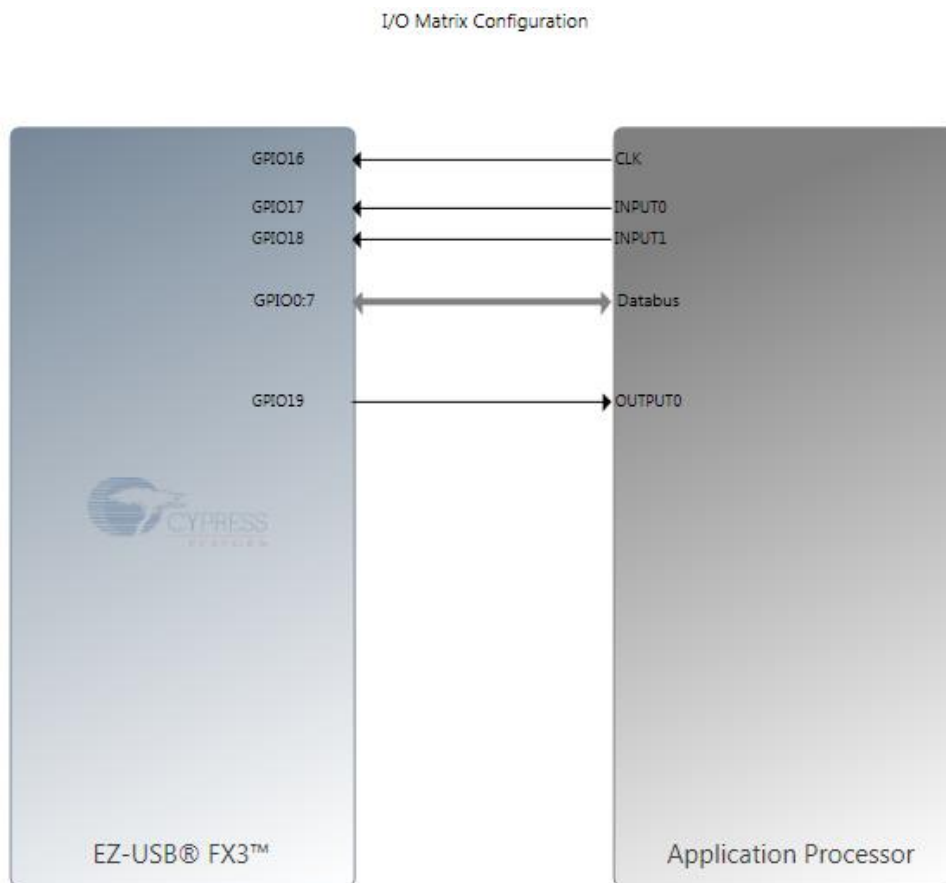 I/O Matrix Configuration
GPIO16 CLK
GPIO17 INPUT0
GPIO18 INPUT1
GPIO0:7 Databus
GPIO19 OUTPUT0
CYPRESS
EZ-USB® FX3™ Application Processor